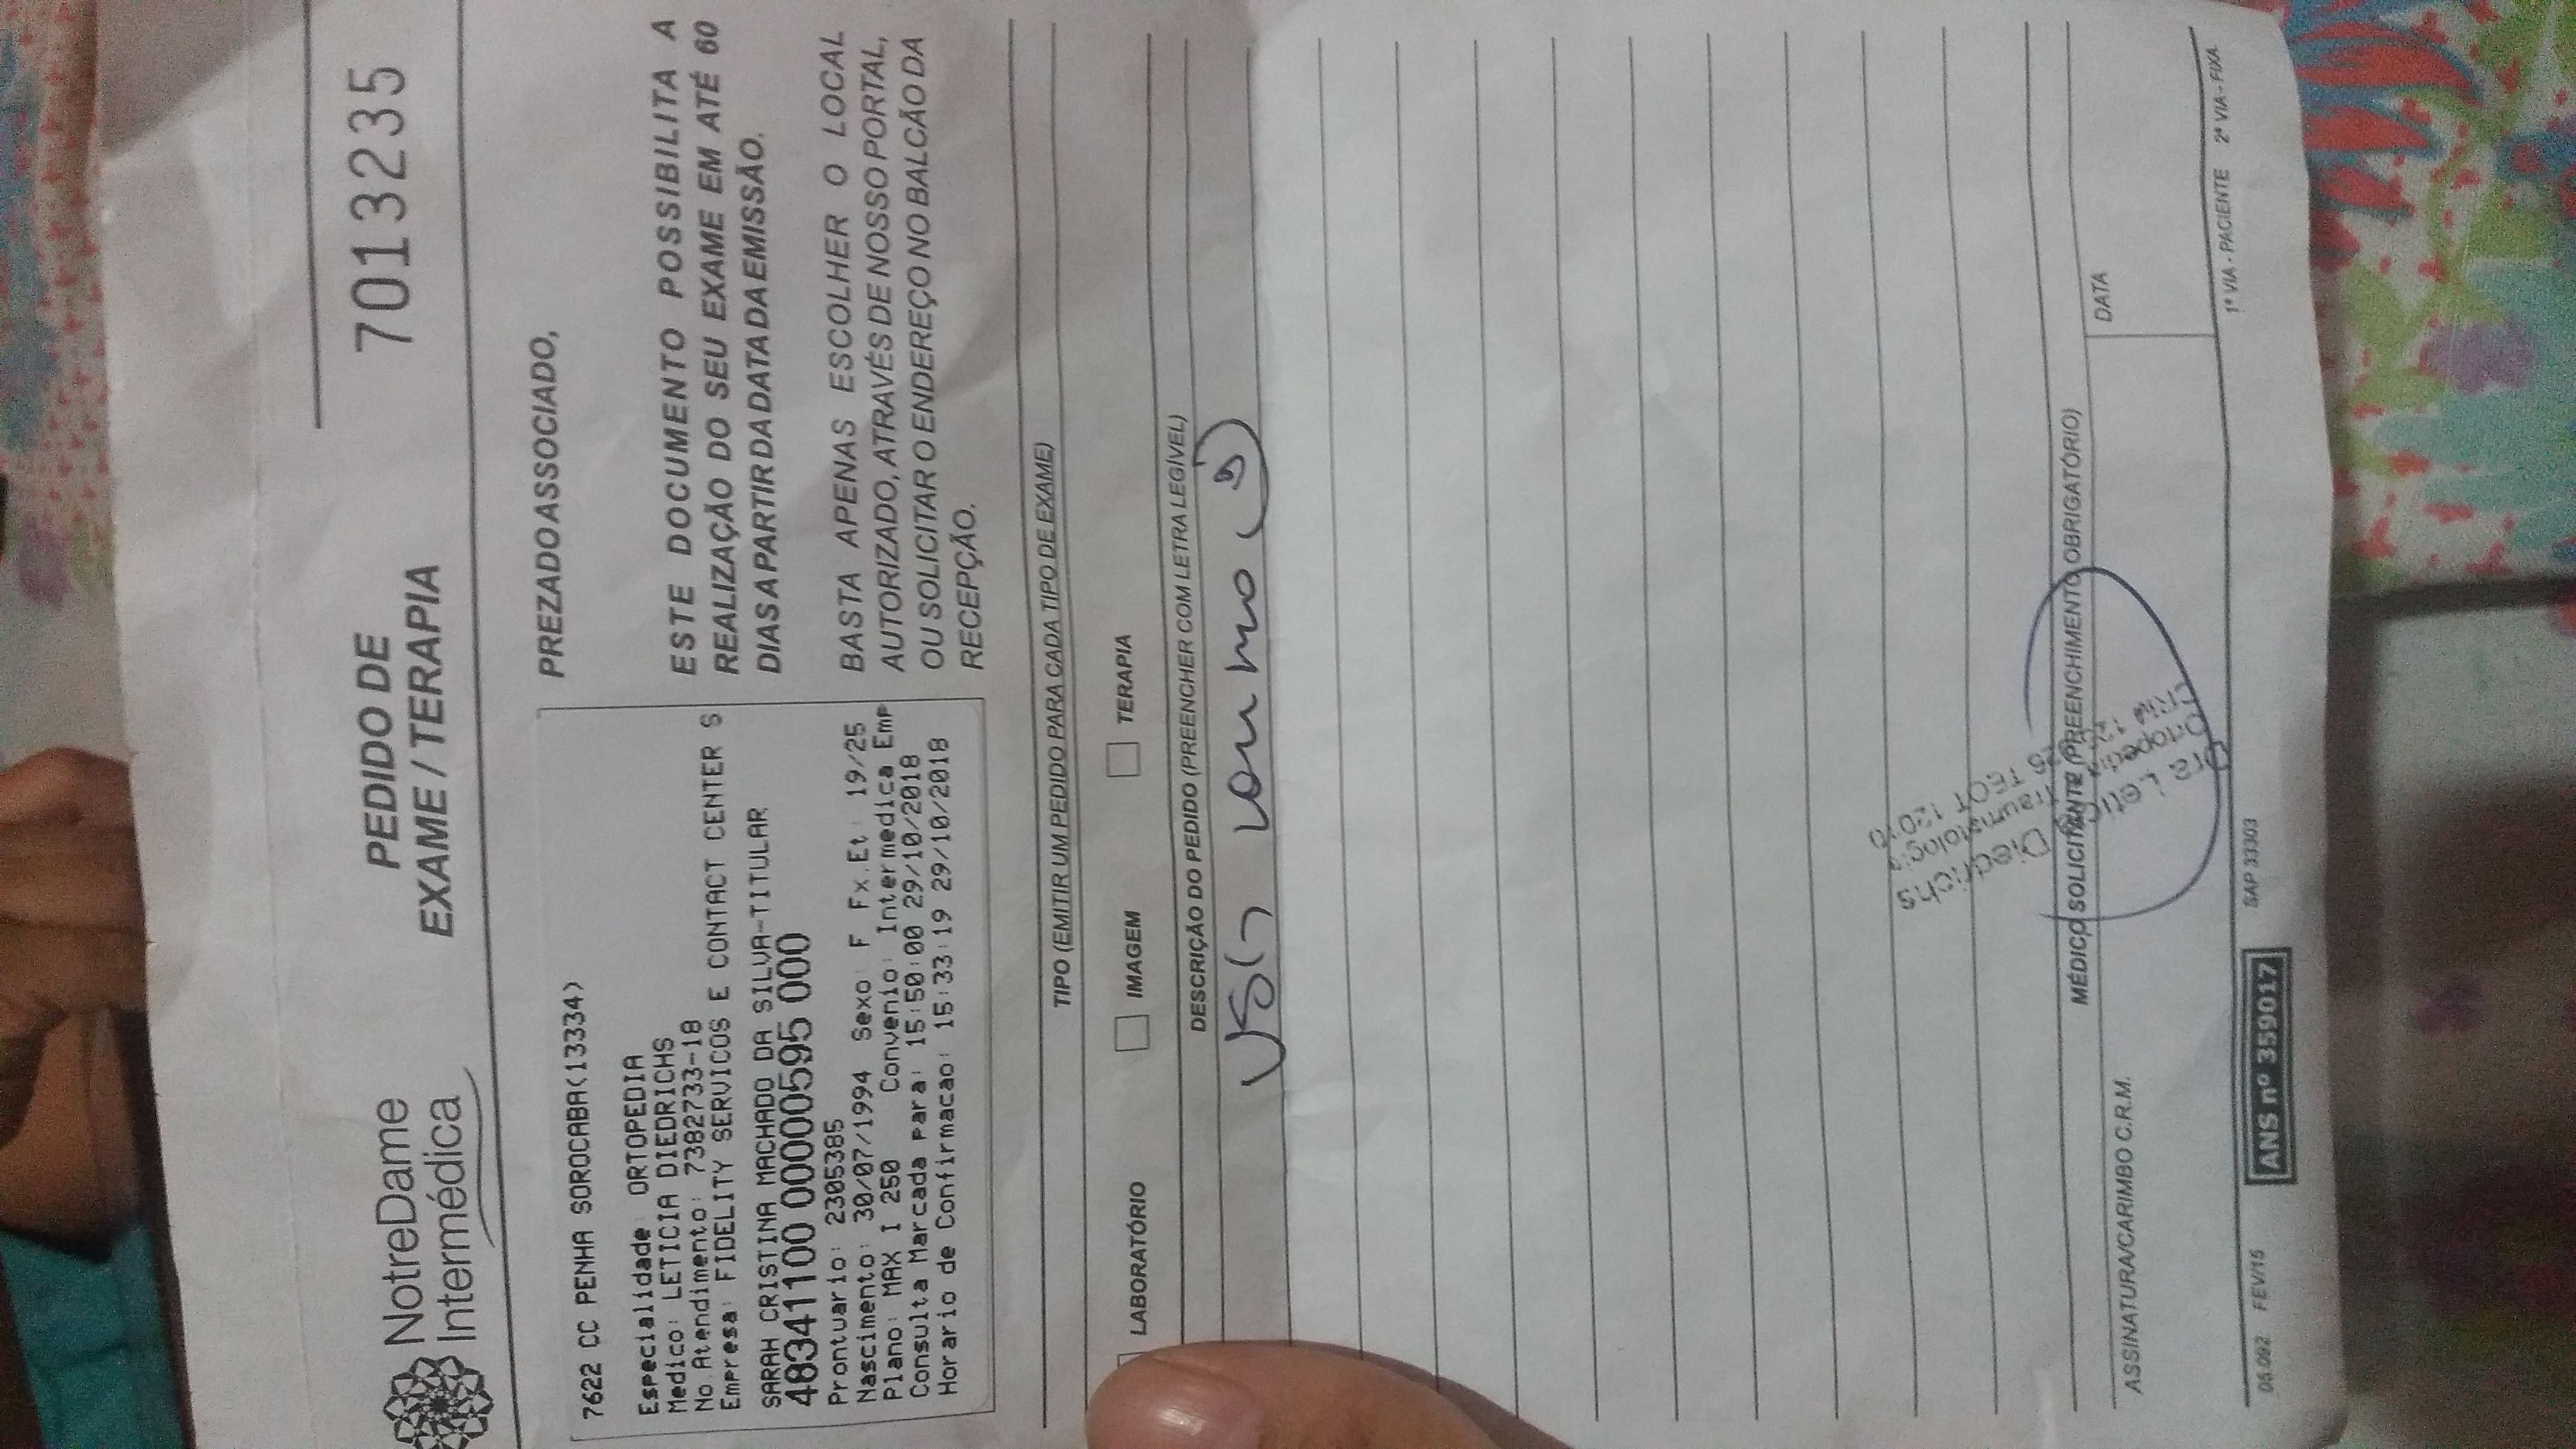 NotreDame
Intermédica
PEDIDO DE
EXAME / TERAPIA
7013235
7622 CC PENHA SOROCABA(13334)
Especialidade: ORTOPEDIA
Medico: LETICIA DIEDRICHS
No.Atendimento: 7382733-18
Empresa: FIDELITY SERVICOS E CONTACT CENTER S
SARAH CRISTINA MACHADO DA SILVA-TITULAR
48341100 00000595 000
Prontuario: 2305385
Nascimento: 30/07/1994 Sexo: F Fx.Et: 19/25
Plano: MAX I 250 Convenio: Intermedica Emp
Consulta Marcada para: 15:50:00 29/10/2018
Horario de Confirmacao: 15:33:19 29/10/2018
PREZADO ASSOCIADO,
ESTE DOCUMENTO POSSIBILITA A
REALIZAÇÃO DO SEU EXAME EM ATÉ 60
DIAS A PARTIR DA DATA DA EMISSÃO.
BASTA APENAS ESCOLHER O LOCAL
AUTORIZADO, ATRAVÉS DE NOSSO PORTAL,
OU SOLICITAR O ENDEREÇO NO BALCÃO DA
RECEPÇÃO.
TIPO (EMITIR UM PEDIDO PARA CADA TIPO DE EXAME)
LABORATÓRIO IMAGEM TERAPIA
DESCRIÇÃO DO PEDIDO (PREENCHER COM LETRA LEGÍVEL)
USG
MÉDICO SOLICITANTE (PREENCHIMENTO OBRIGATÓRIO)
ASSINATURA/CARIMBO C.R.M.
DATA
Dra Leticia Diedrichs
Ortopedia Traumatologia
CRM TEOT
1ª VIA - PACIENTE 2ª VIA - FIXA
06.092 FEV/15
ANS nº 359017
SAP 33303